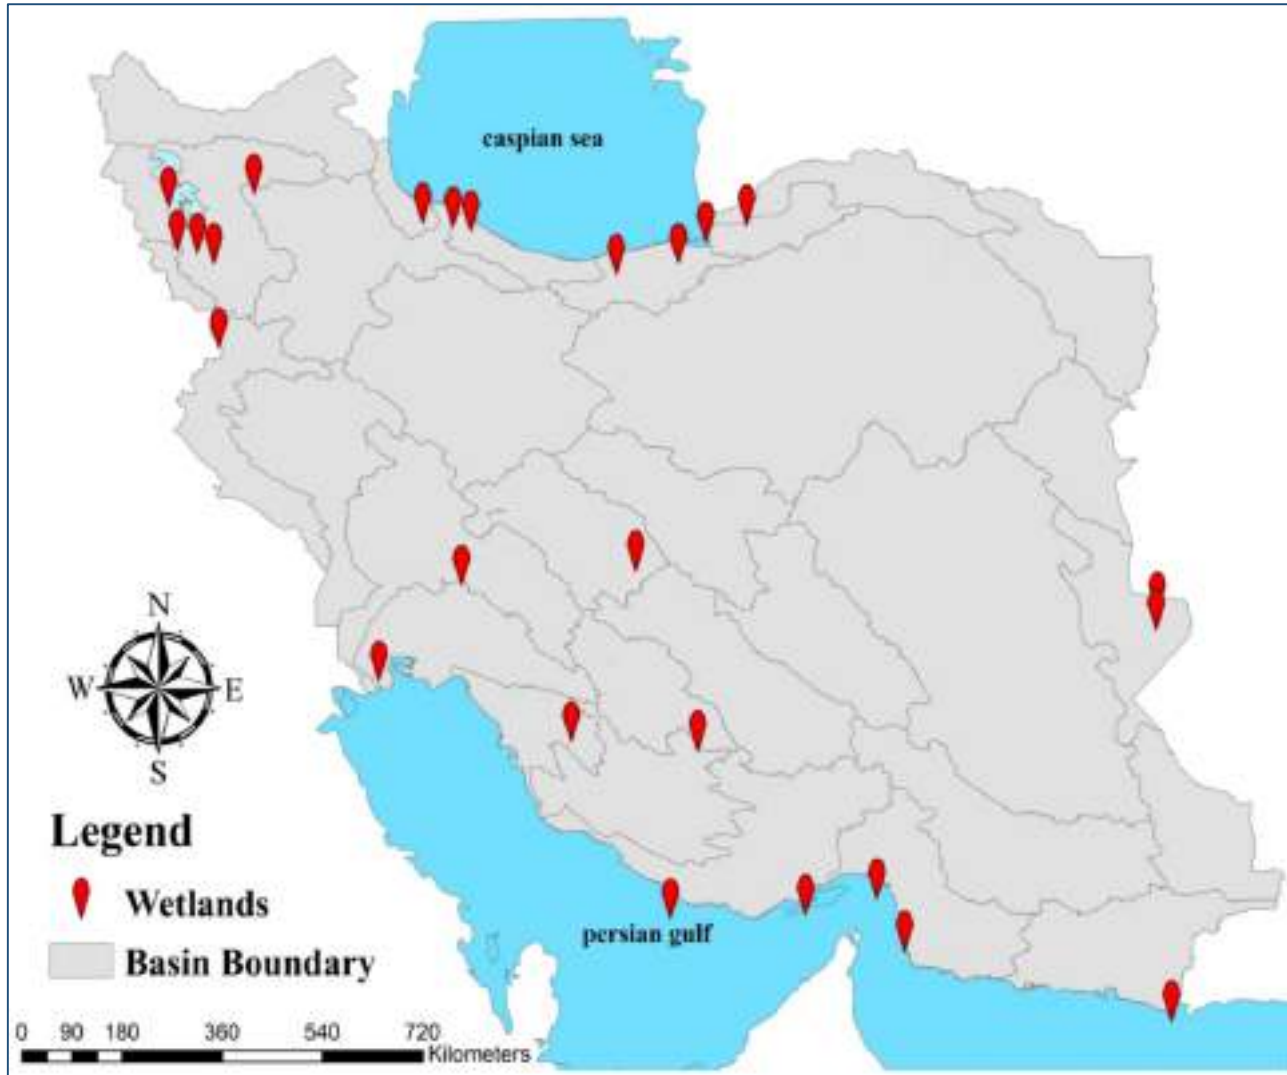 caspian sea
N
W
E
S
Legend
Wetlands
persian gulf
Basin Boundary
0 90 180 360 540 720
Kilometers